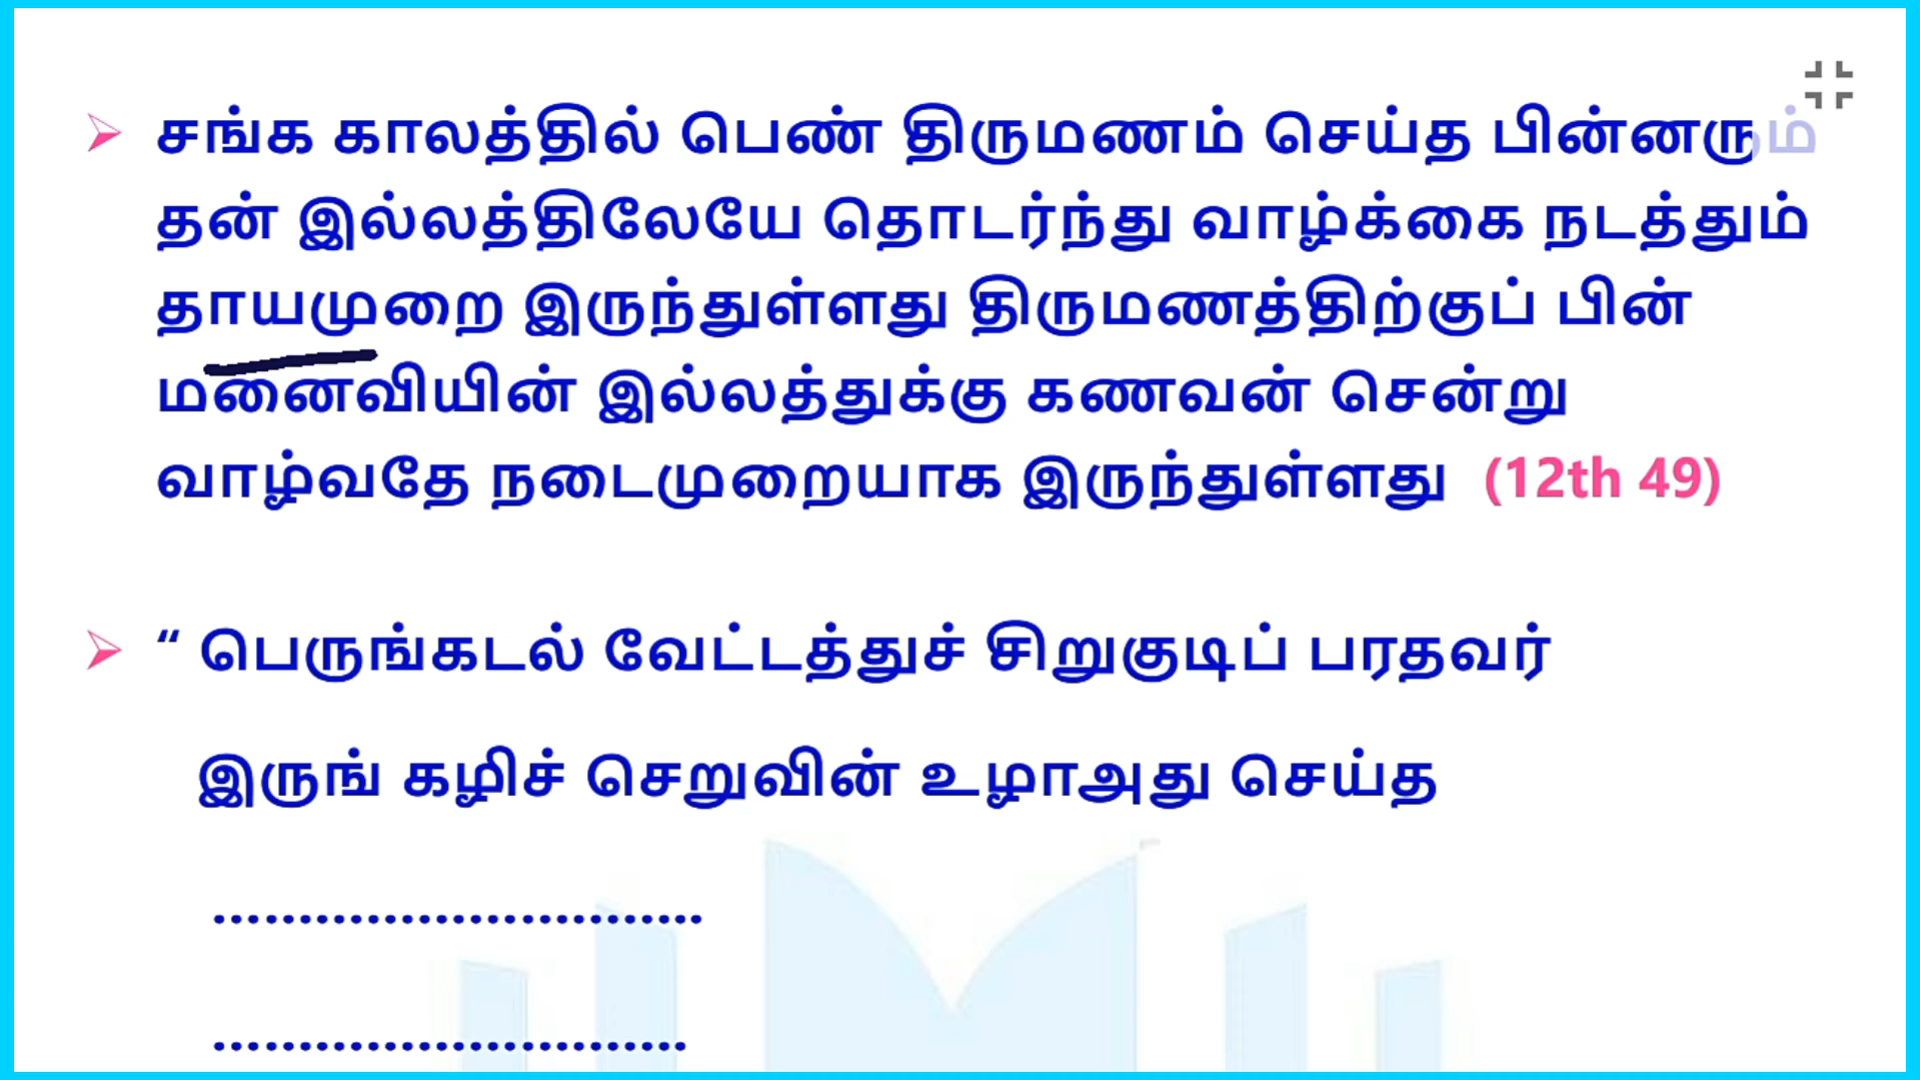 சங்க காலத்தில் பெண் திருமணம் செய்த பின்னரும்
தன் இல்லத்திலேயே தொடர்ந்து வாழ்க்கை நடத்தும்
தாயமுறை இருந்துள்ளது திருமணத்திற்குப் பின்
மனைவியின் இல்லத்துக்கு கணவன் சென்று
வாழ்வதே நடைமுறையாக இருந்துள்ளது (12th 49)
“ பெருங்கடல் வேட்டத்துச் சிறுகுடிப் பரதவர்
இருங் கழிச் செறுவின் உழாஅது செய்த
.............................
............................